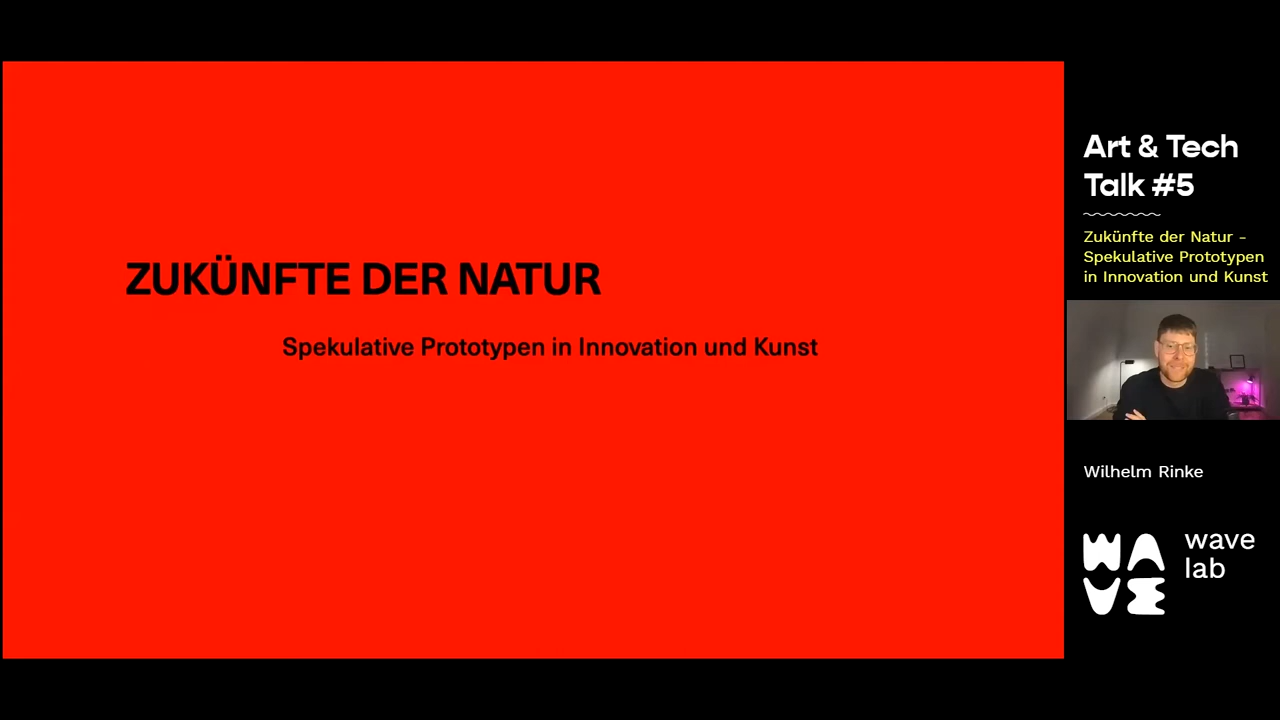 ZUKÜNFTE DER NATUR
Spekulative Prototypen in Innovation und Kunst
Art & Tech
Talk #5
Zukünfte der Natur –
Spekulative Prototypen
in Innovation und Kunst
Wilhelm Rinke
WA
VE
wave
lab